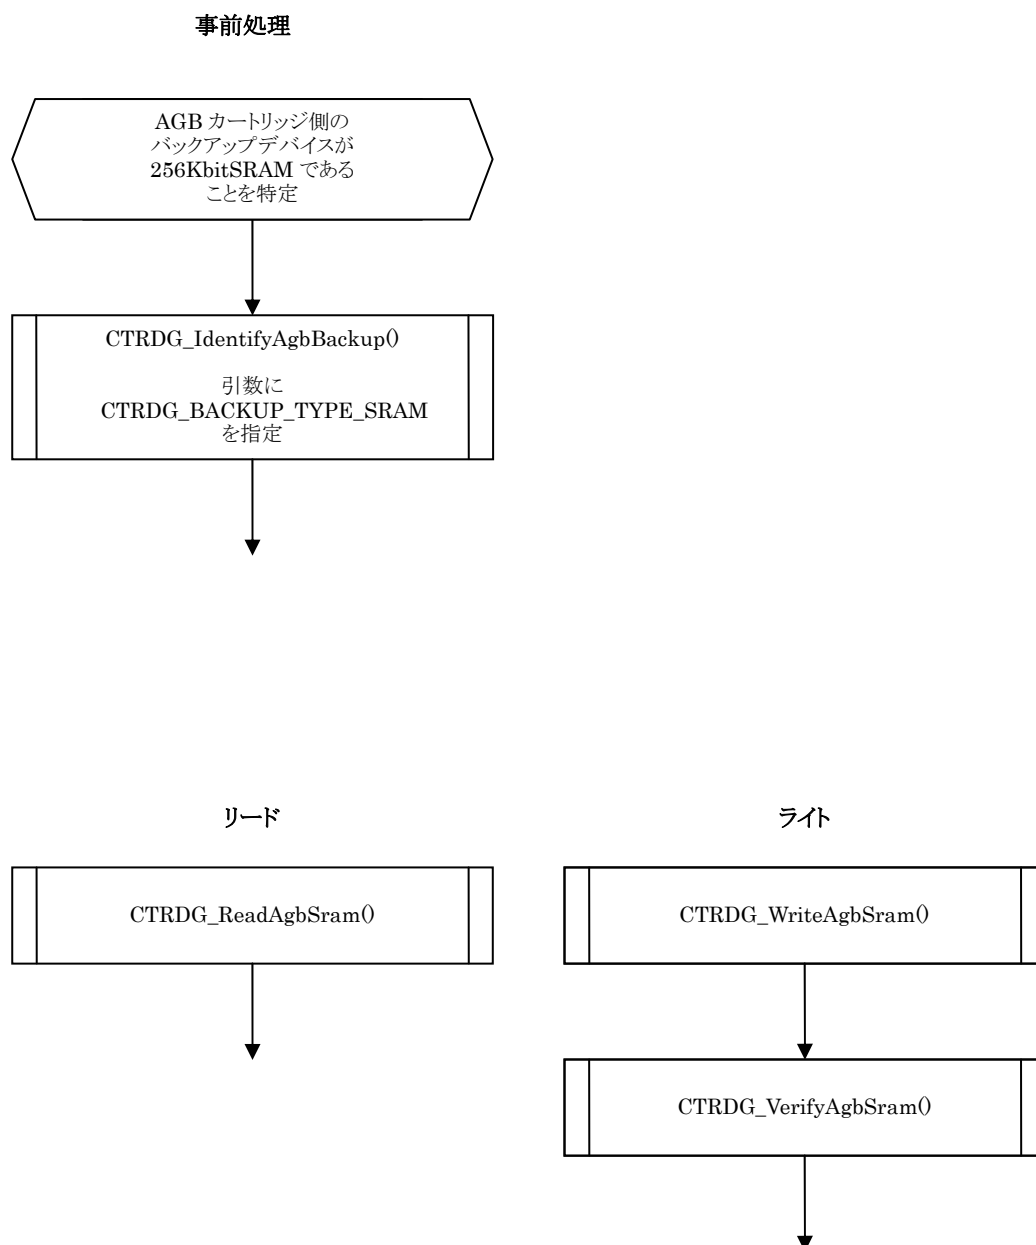 事前処理
AGB カートリッジ側の
バックアップデバイスが
256KbitSRAM である
ことを特定
CTRDG_IdentifyAgbBackup()
引数に
CTRDG_BACKUP_TYPE_SRAM
を指定
リード
ライト
CTRDG_ReadAgbSram()
CTRDG_WriteAgbSram()
CTRDG_VerifyAgbSram()